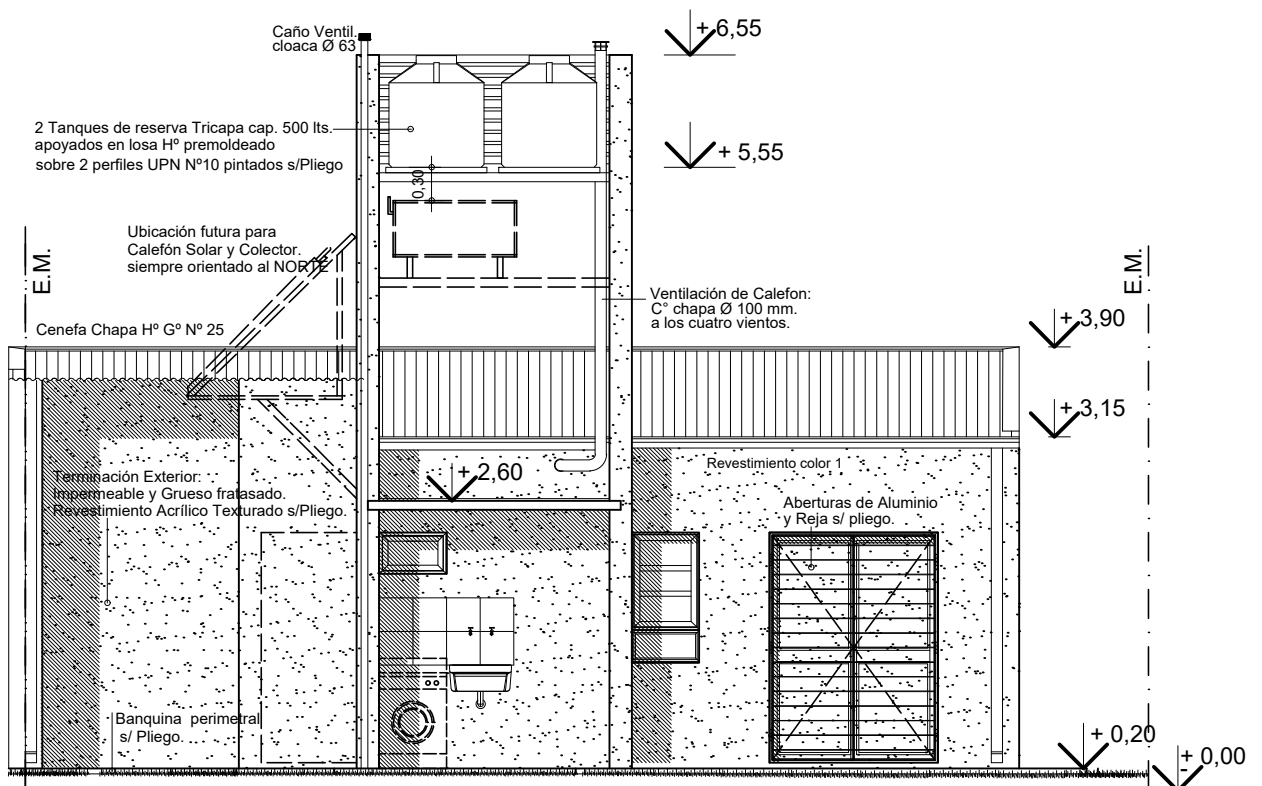 Caño Ventil.
cloaca Ø 63
+ 6,55
2 Tanques de reserva Tricapa cap. 500 lts.
apoyados en losa Hº premoldeado
sobre 2 perfiles UPN Nº10 pintados s/Pliego
+ 5,55
0,30
Ubicación futura para
Calefón Solar y Colector.
siempre orientado al NORTE
E.M.
E.M.
Ventilación de Calefon:
C° chapa Ø 100 mm.
a los cuatro vientos.
Cenefa Chapa Hº Gº Nº 25
+ 3,90
+ 3,15
+ 2,60
Revestimiento color 1
Terminación Exterior:
Impermeable y Grueso fratasado.
Revestimiento Acrílico Texturado s/Pliego.
Aberturas de Aluminio
y Reja s/ pliego.
Banquina perimetral
s/ Pliego.
+ 0,20
+ 0,00
-